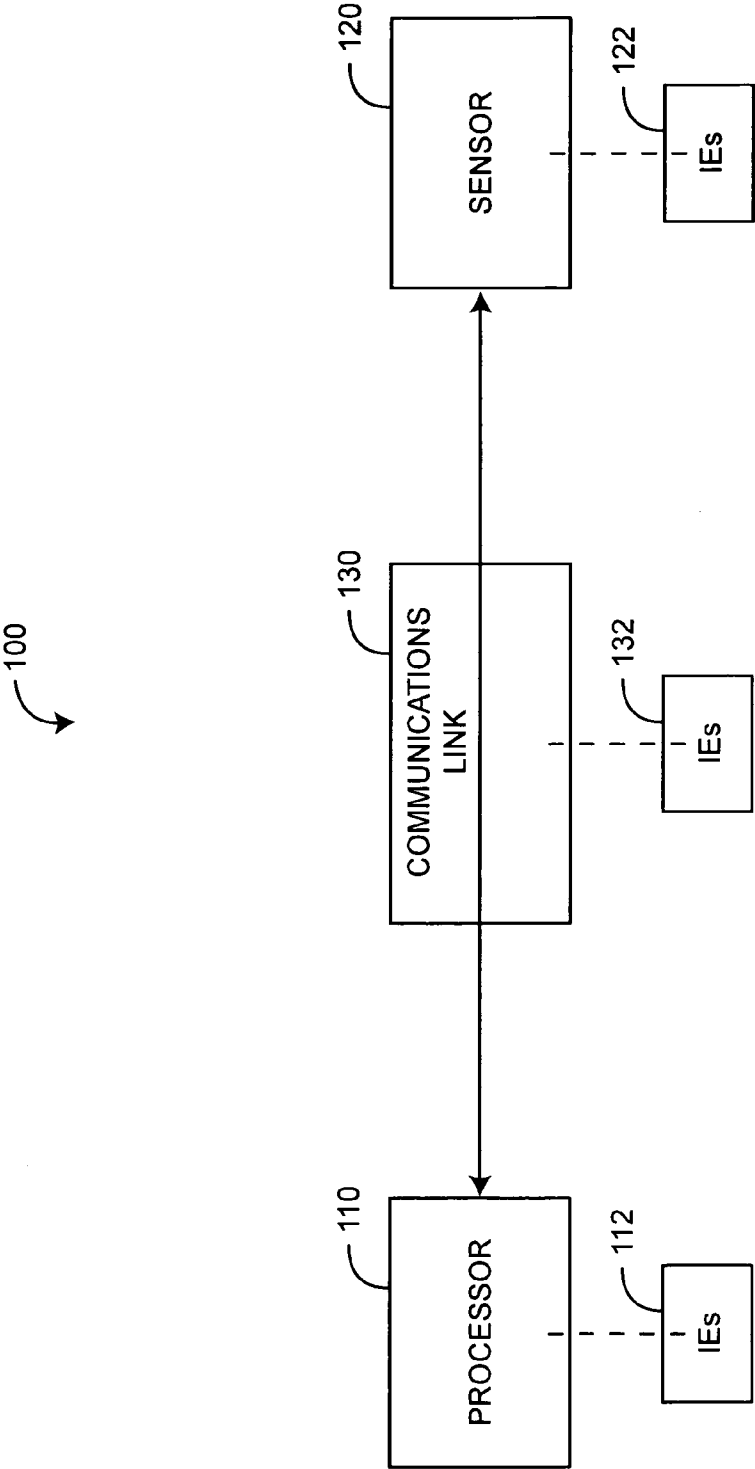 100
110
PROCESSOR
112
IEs
130
COMMUNICATIONS
LINK
132
IEs
120
SENSOR
122
IEs